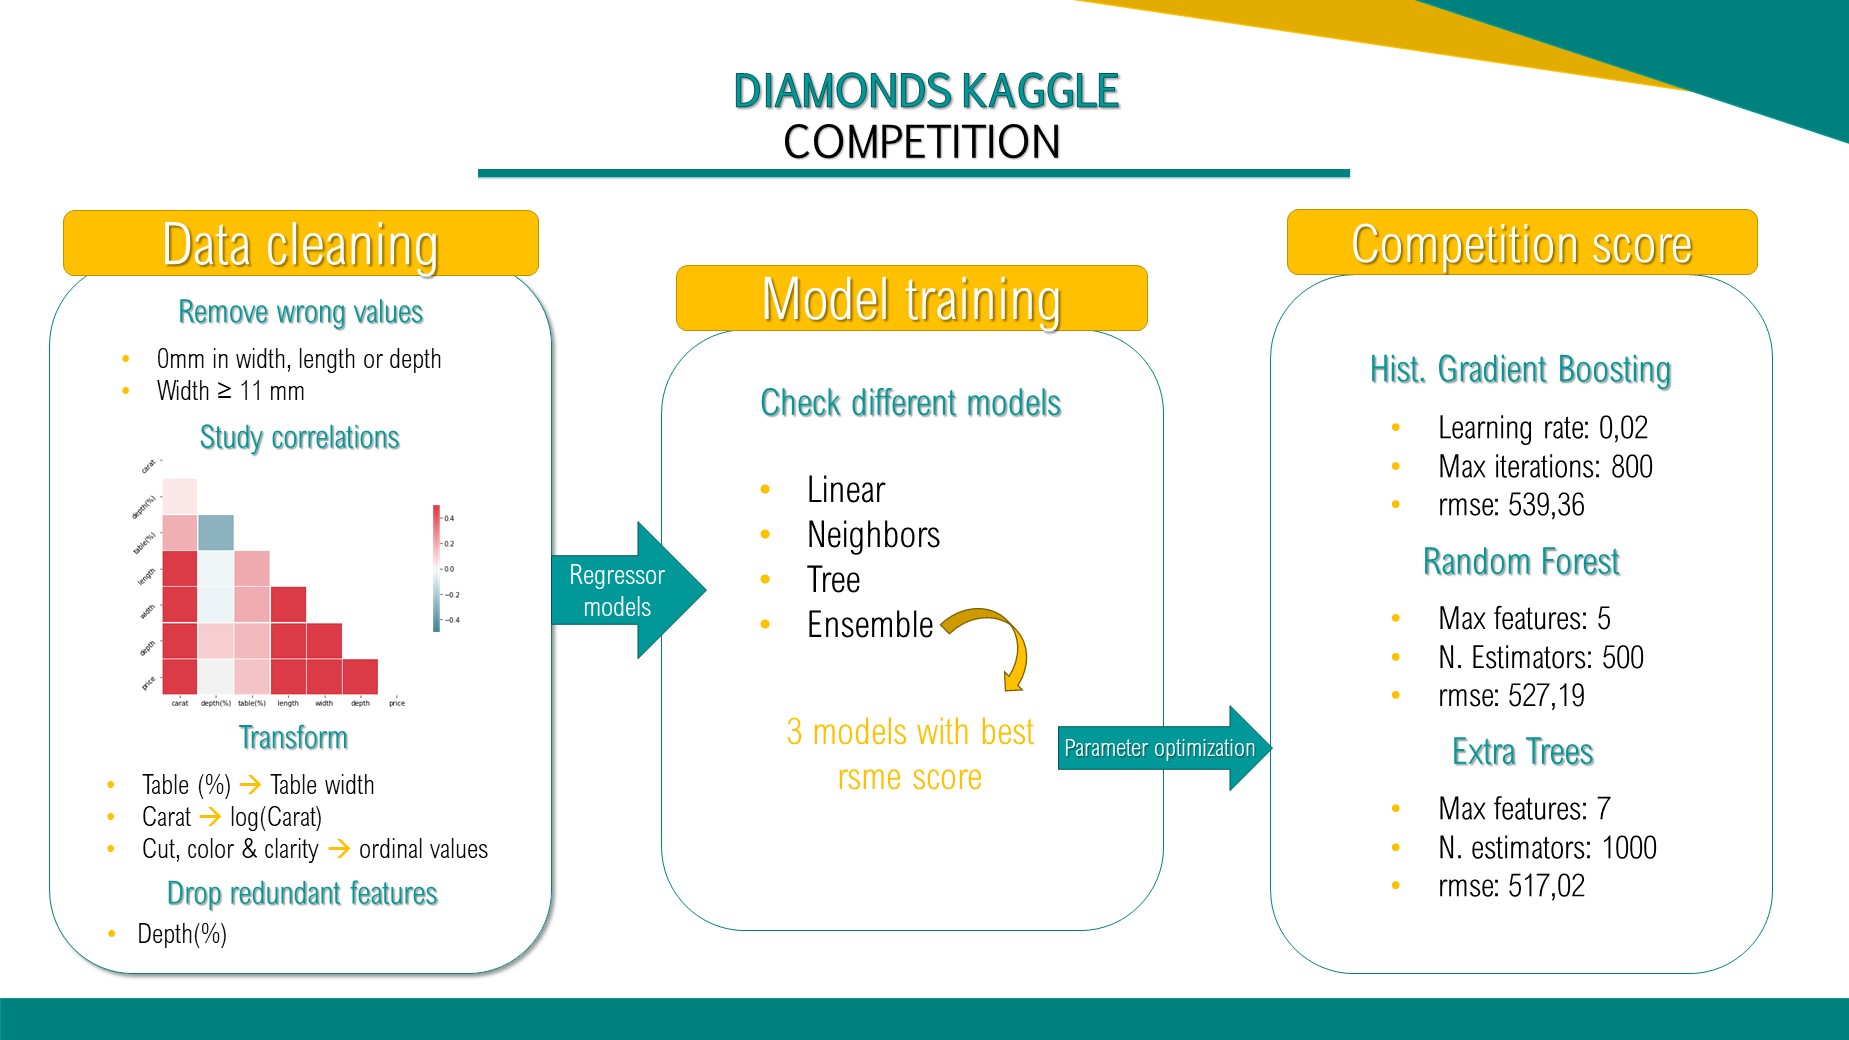 DIAMONDS KAGGLE
COMPETITION
Data cleaning
Remove wrong values
• 0mm in width, length or depth
• Width ≥ 11 mm
Study correlations
carat
depth(%)
table(%)
length
width
depth
price
carat depth(%) table(%) length width depth price
0.4
0.2
0.0
−0.2
−0.4
Transform
• Table (%) → Table width
• Carat → log(Carat)
• Cut, color & clarity → ordinal values
Drop redundant features
• Depth(%)
Regressor
models
Model training
Check different models
• Linear
• Neighbors
• Tree
• Ensemble
3 models with best
rsme score
Parameter optimization
Competition score
Hist. Gradient Boosting
• Learning rate: 0,02
• Max iterations: 800
• rmse: 539,36
Random Forest
• Max features: 5
• N. Estimators: 500
• rmse: 527,19
Extra Trees
• Max features: 7
• N. estimators: 1000
• rmse: 517,02